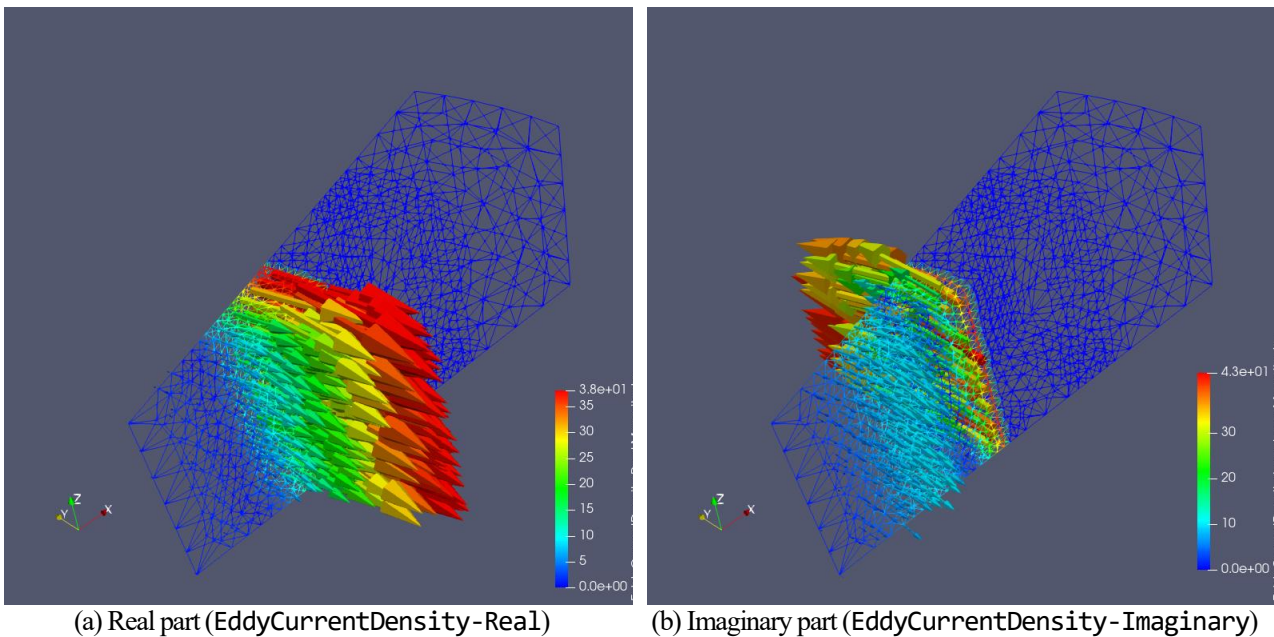 3.8e+01
35
30
25
20
15
10
5
0.0e+00
Z
Y
X
4.3e+01
30
20
10
0.0e+00
Z
Y
X
(a) Real part (EddyCurrentDensity-Real)
(b) Imaginary part (EddyCurrentDensity-Imaginary)